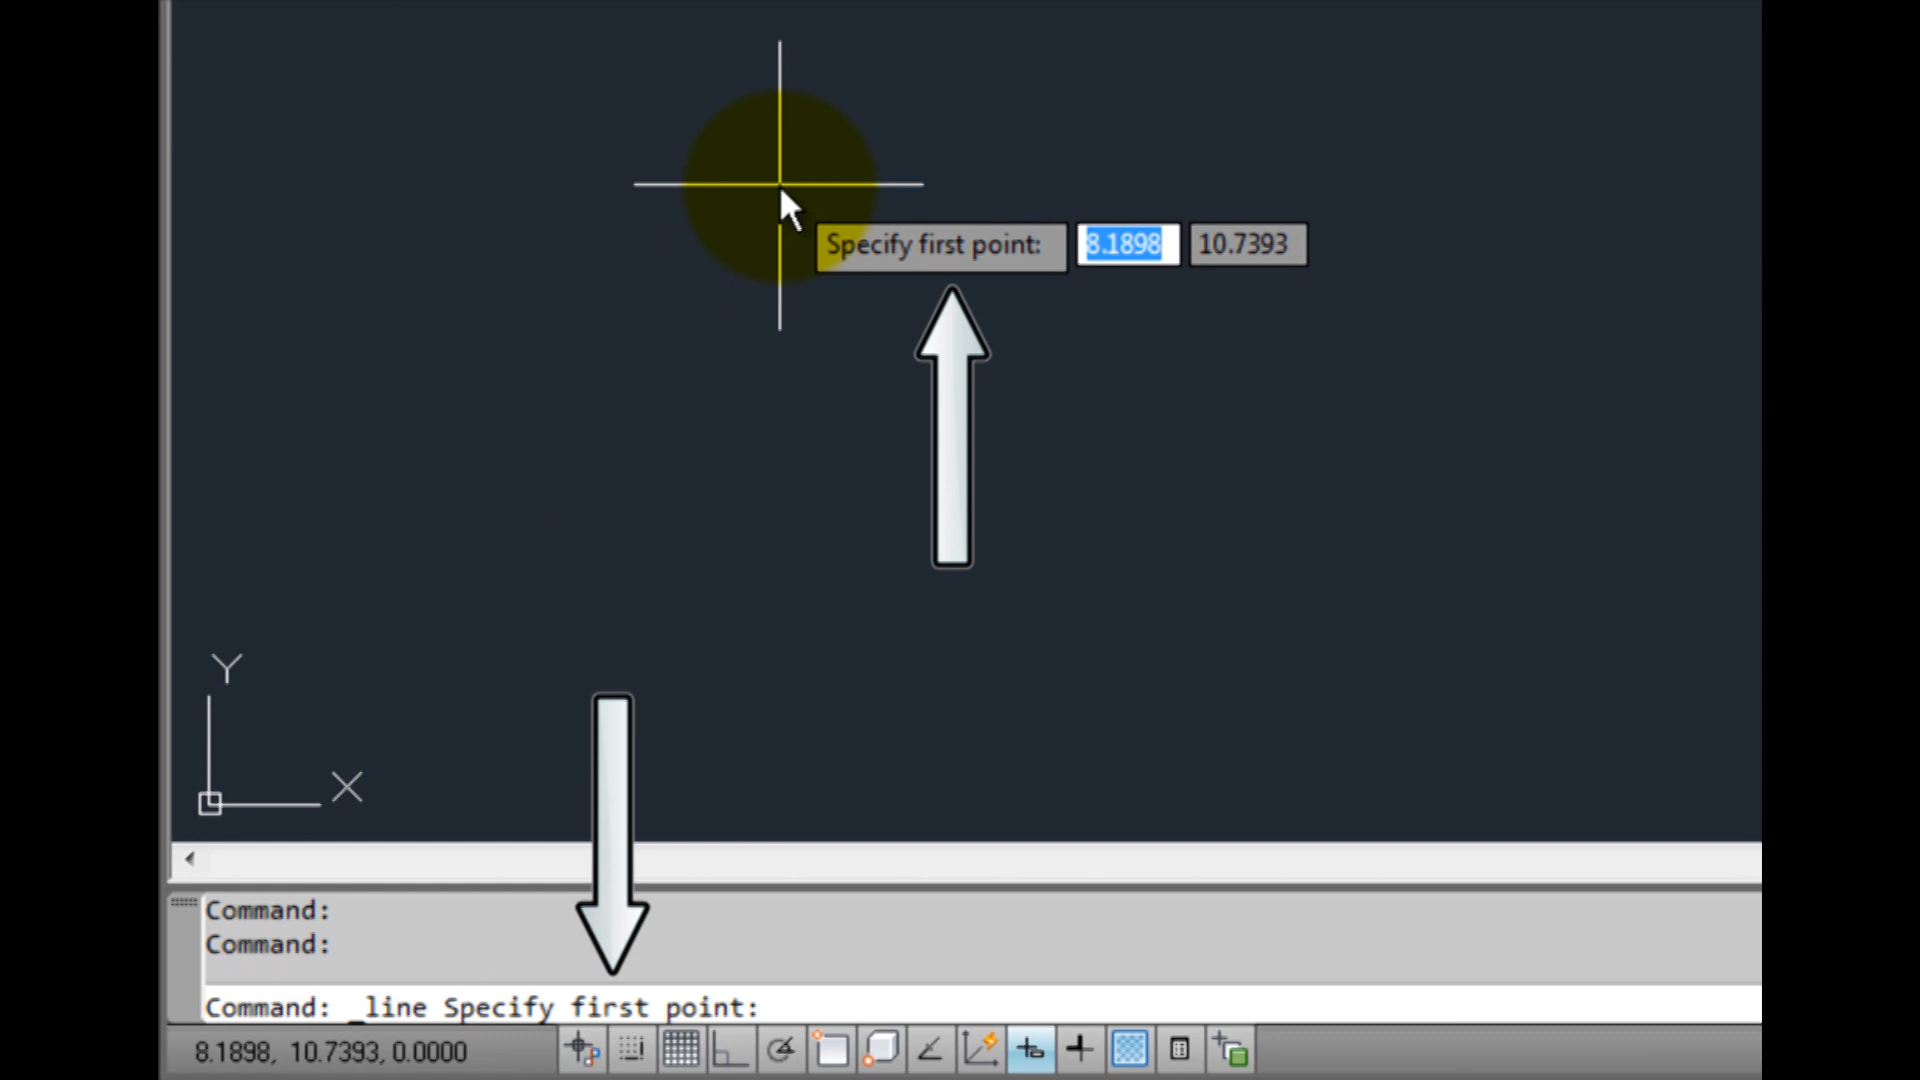 Specify first point: 8.1898 10.7393
Y
X
Command:
Command:
Command: _line Specify first point:
8.1898, 10.7393, 0.0000